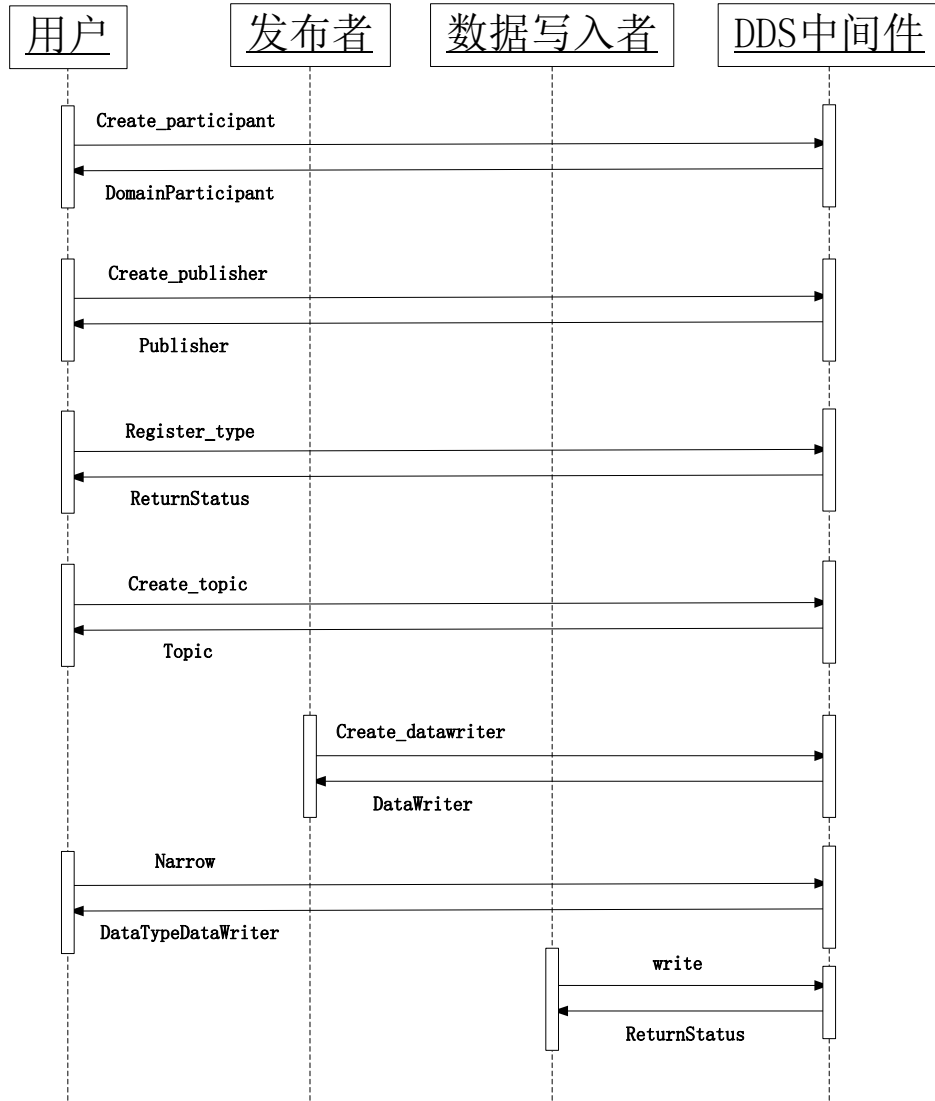 用户
发布者
数据写入者
DDS中间件
Create_participant
DomainParticipant
Create_publisher
Publisher
Register_type
ReturnStatus
Create_topic
Topic
Create_datawriter
DataWriter
Narrow
DataTypeDataWriter
write
ReturnStatus